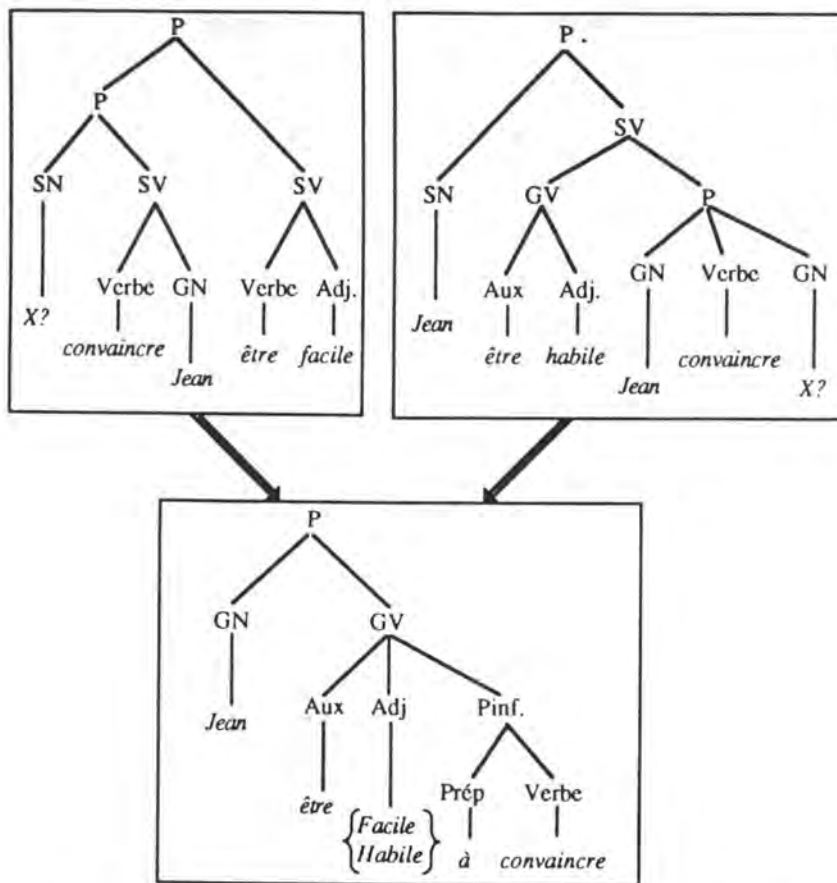 P
P
SN SV SV
Verbe GN Verbe Adj.
X?
convaincre être facile
Jean
P .
SV
SN GV P
Aux Adj. GN Verbe GN
Jean
être habile convaincre
Jean X?
P
GN GV
Jean Aux Adj Pinf.
être Prép Verbe
{Facile
Habile} à convaincre